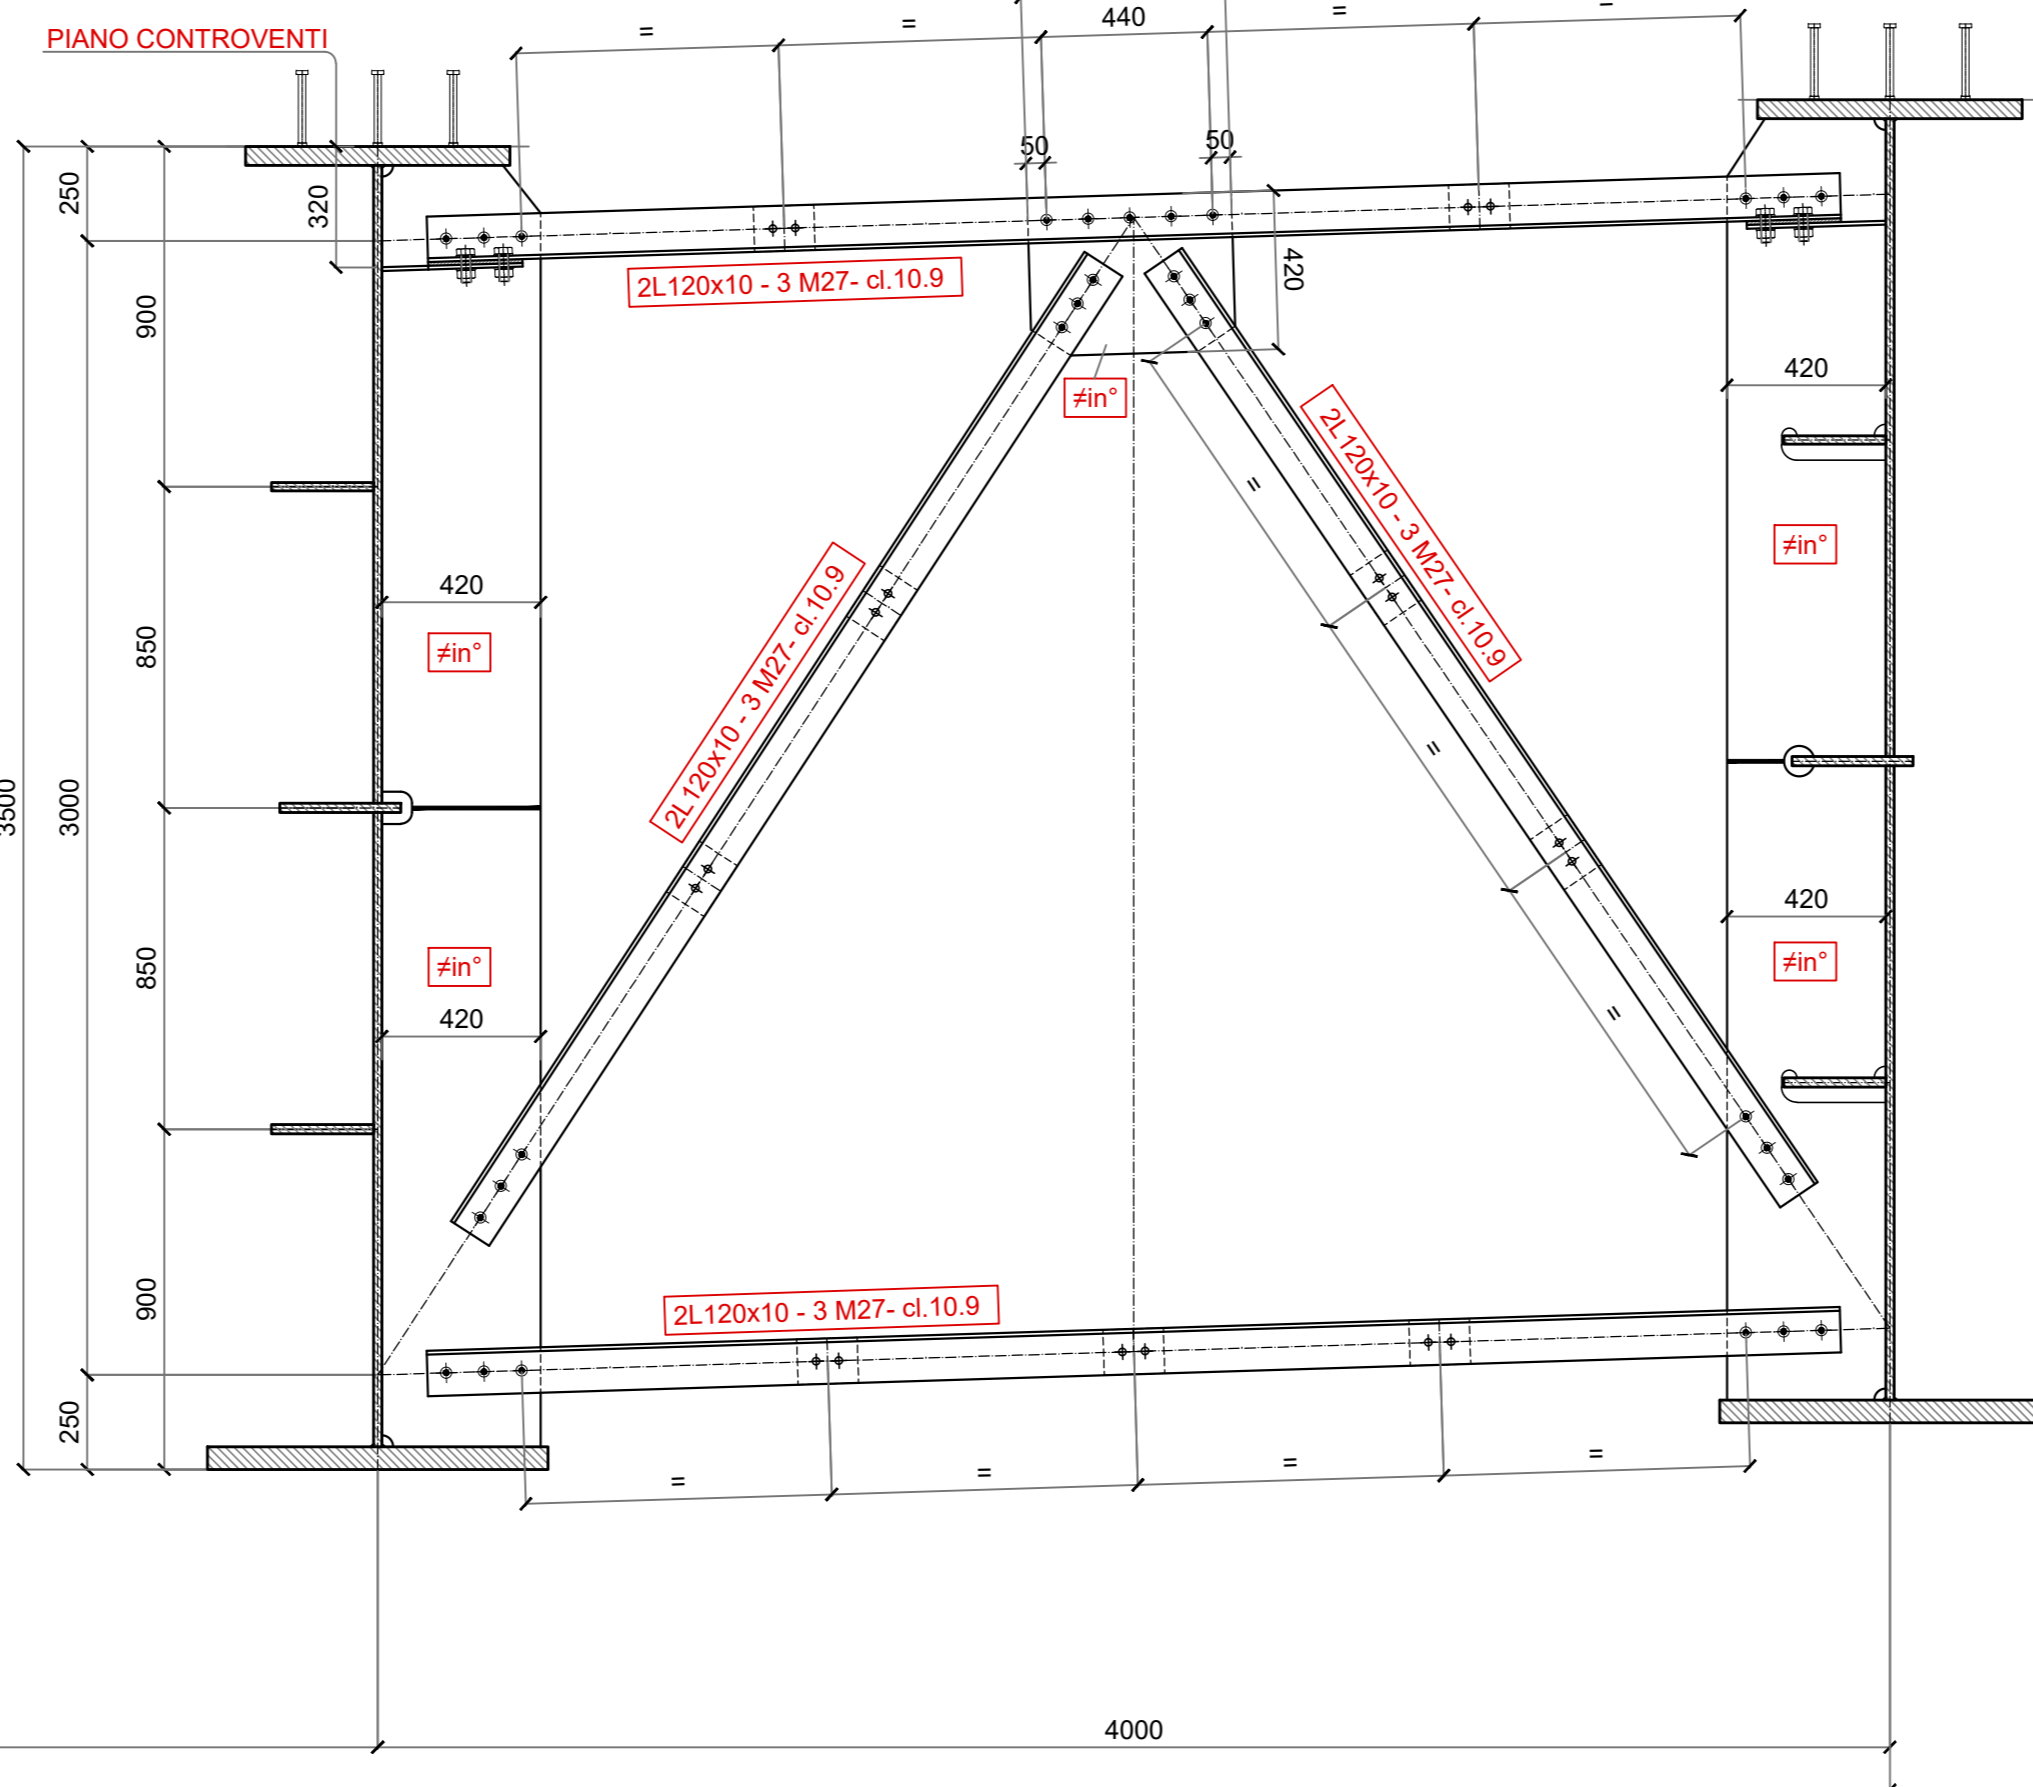 =
=
440
=
=
PIANO CONTROVENTI
50
50
250
320
900
2L120x10 - 3 M27- cl.10.9
420
≠in°
420
2L120x10 - 3 M27- cl.10.9
=
≠in°
2L120x10 - 3 M27- cl.10.9
420
850
≠in°
=
3500
3000
420
≠in°
850
≠in°
420
=
900
2L120x10 - 3 M27- cl.10.9
250
=
=
=
=
4000